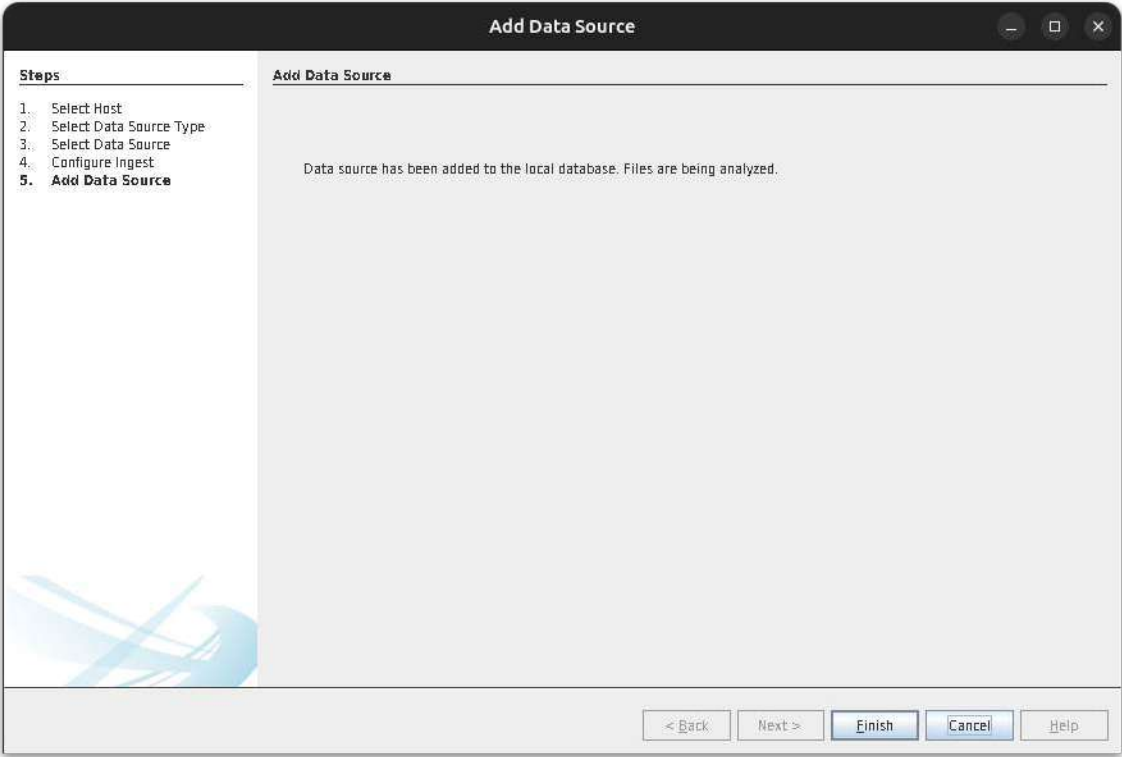 Add Data Source
Steps
1. Select Host
2. Select Data Source Type
3. Select Data Source
4. Configure Ingest
5. Add Data Source
Add Data Source
Data source has been added to the local database. Files are being analyzed.
< Back
Next >
Finish
Cancel
Help